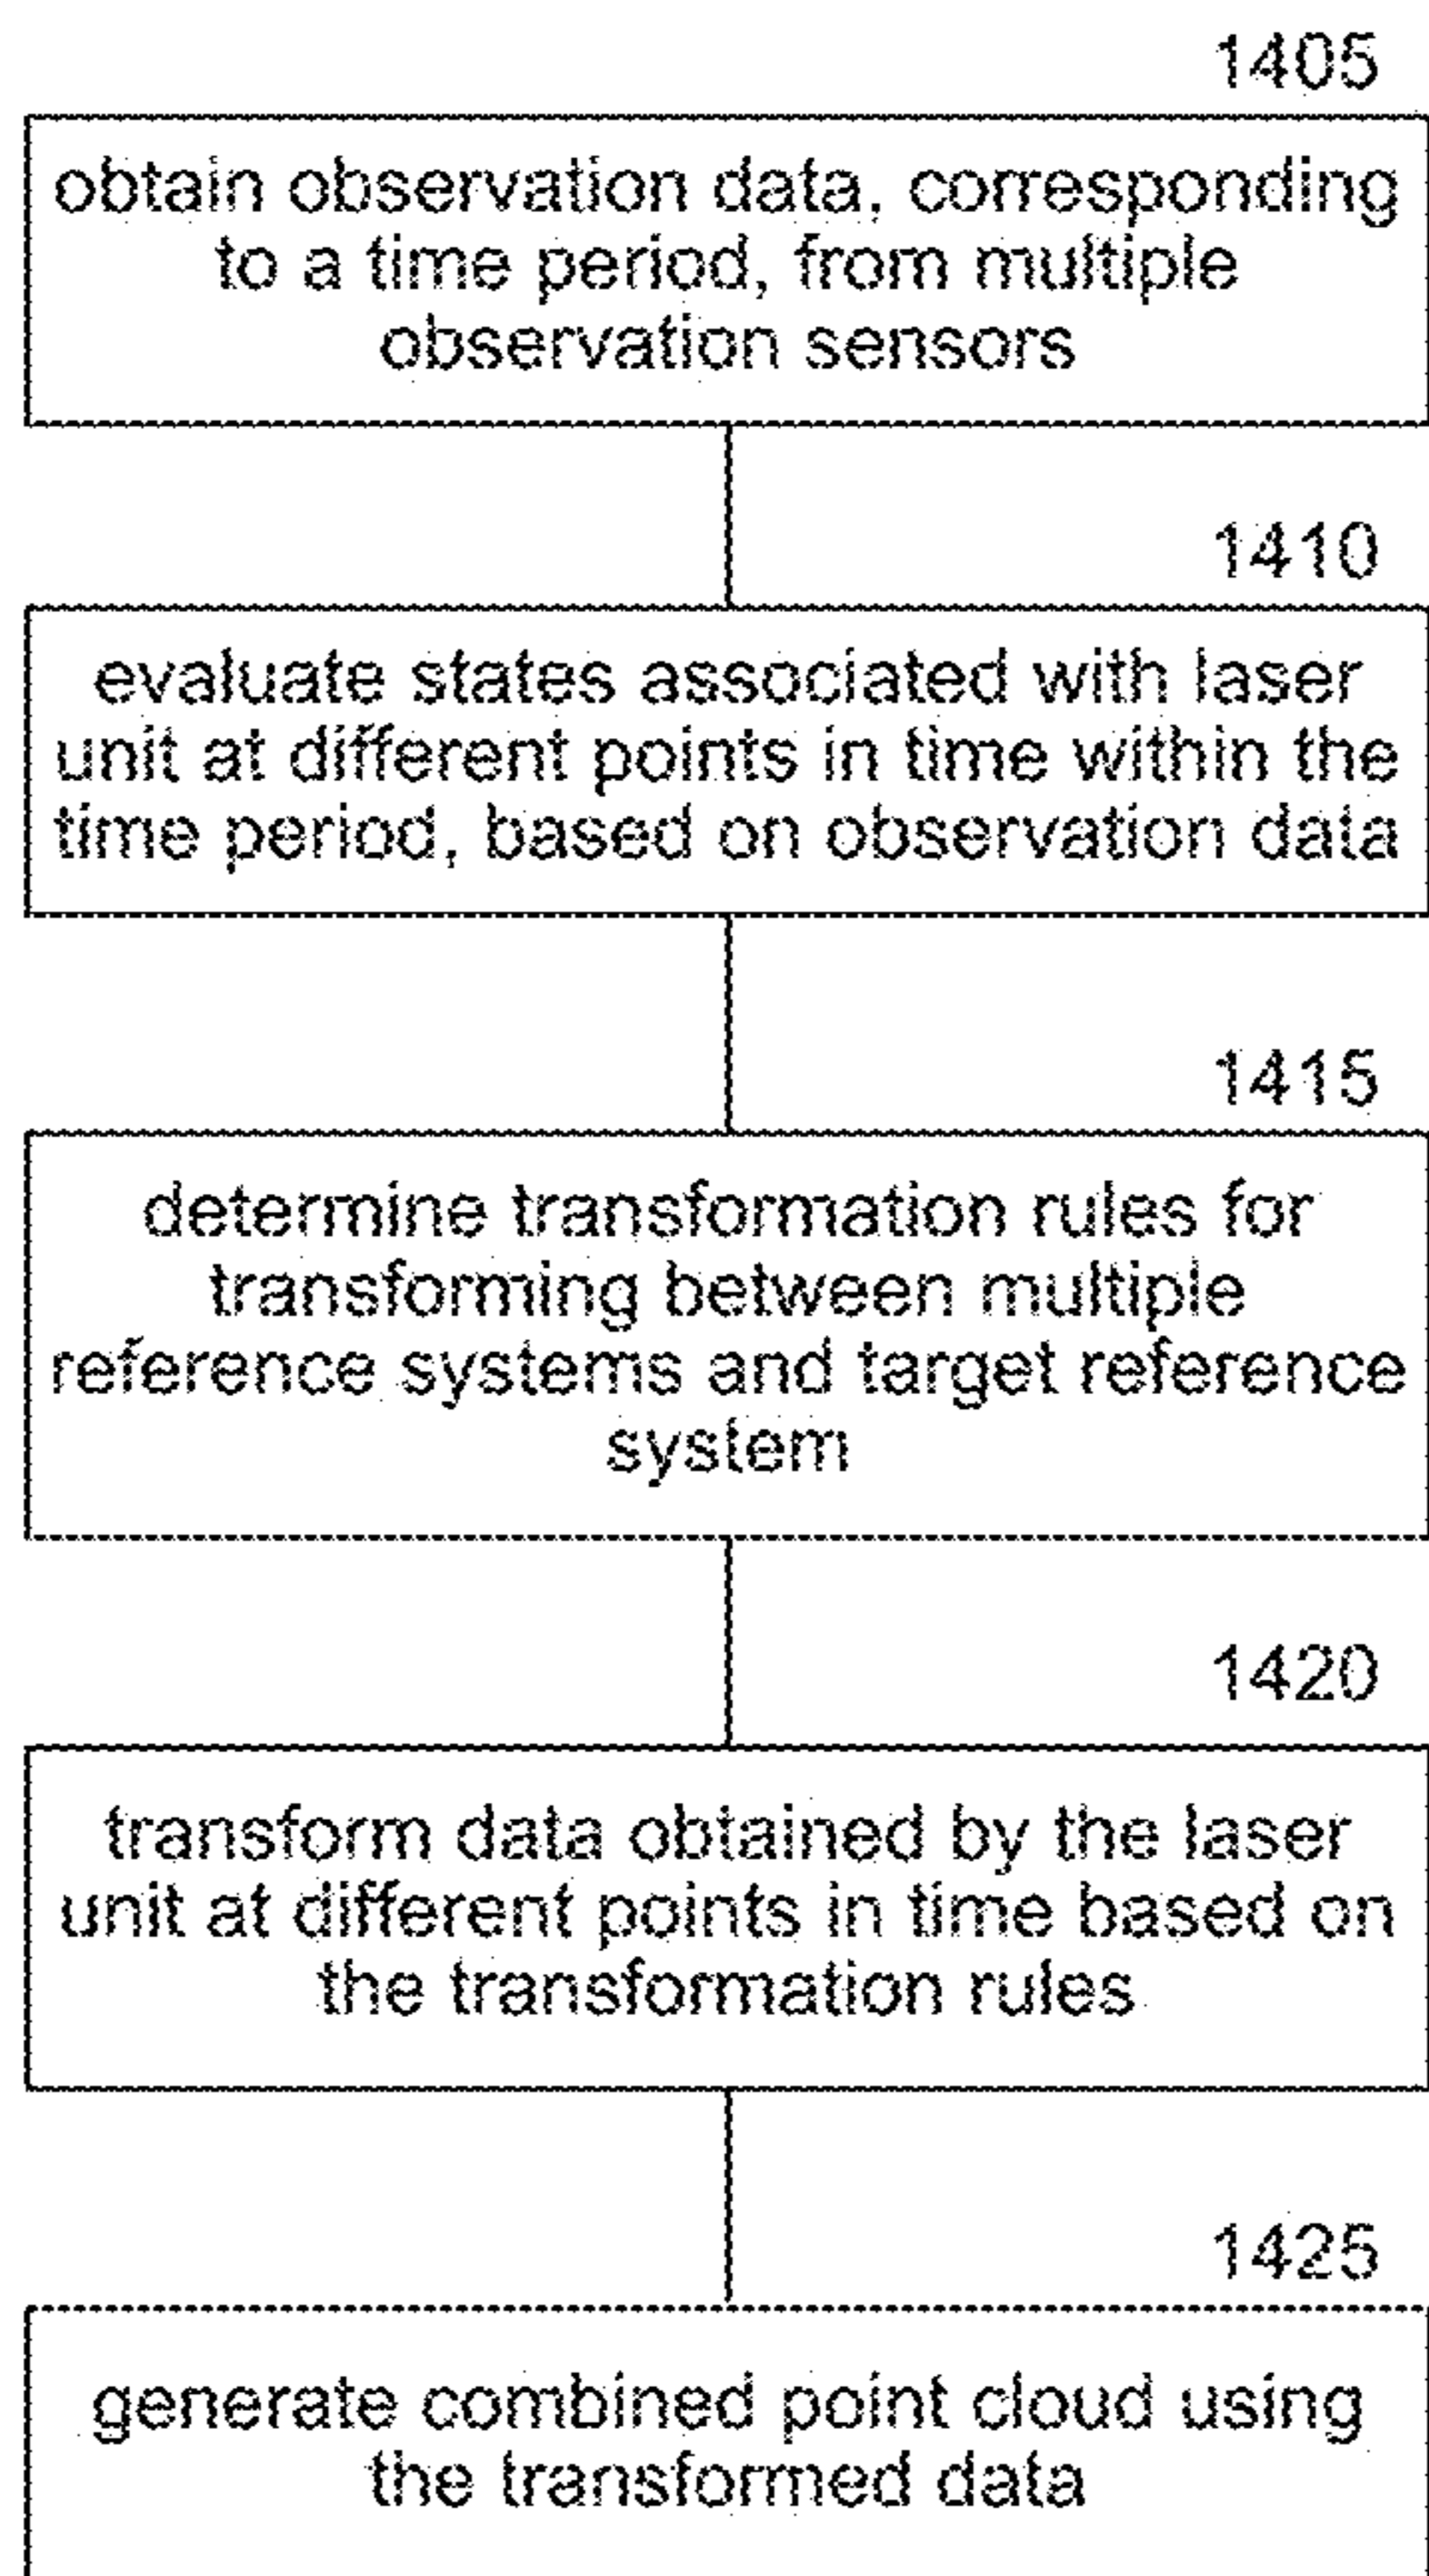 1405
obtain observation data, corresponding
to a time period, from multiple
observation sensors
1410
evaluate states associated with laser
unit at different points in time within the
time period, based on observation data
1415
determine transformation rules for
transforming between multiple
reference systems and target reference
system
1420
transform data obtained by the laser
unit at different points in time based on
the transformation rules
1425
generate combined point cloud using
the transformed data